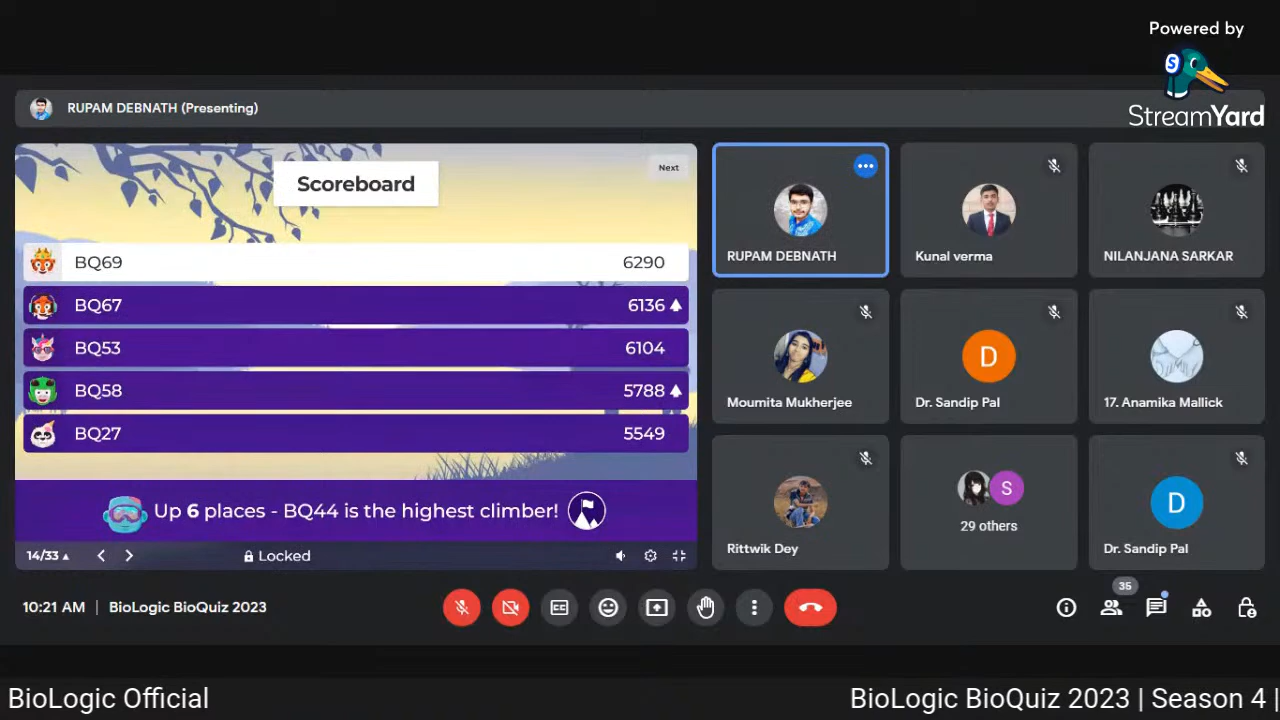 Powered by
S
StreamYard
RUPAM DEBNATH (Presenting)
Scoreboard
Next
BQ69 6290
BQ67 6136
BQ53 6104
BQ58 5788
BQ27 5549
Up 6 places - BQ44 is the highest climber!
14/33
Locked
RUPAM DEBNATH
Kunal verma
NILANJANA SARKAR
Moumita Mukherjee
D
Dr. Sandip Pal
17. Anamika Mallick
Rittwik Dey
S
29 others
D
Dr. Sandip Pal
10:21 AM | BioLogic BioQuiz 2023
CC
35
BioLogic Official
BioLogic BioQuiz 2023 | Season 4 |